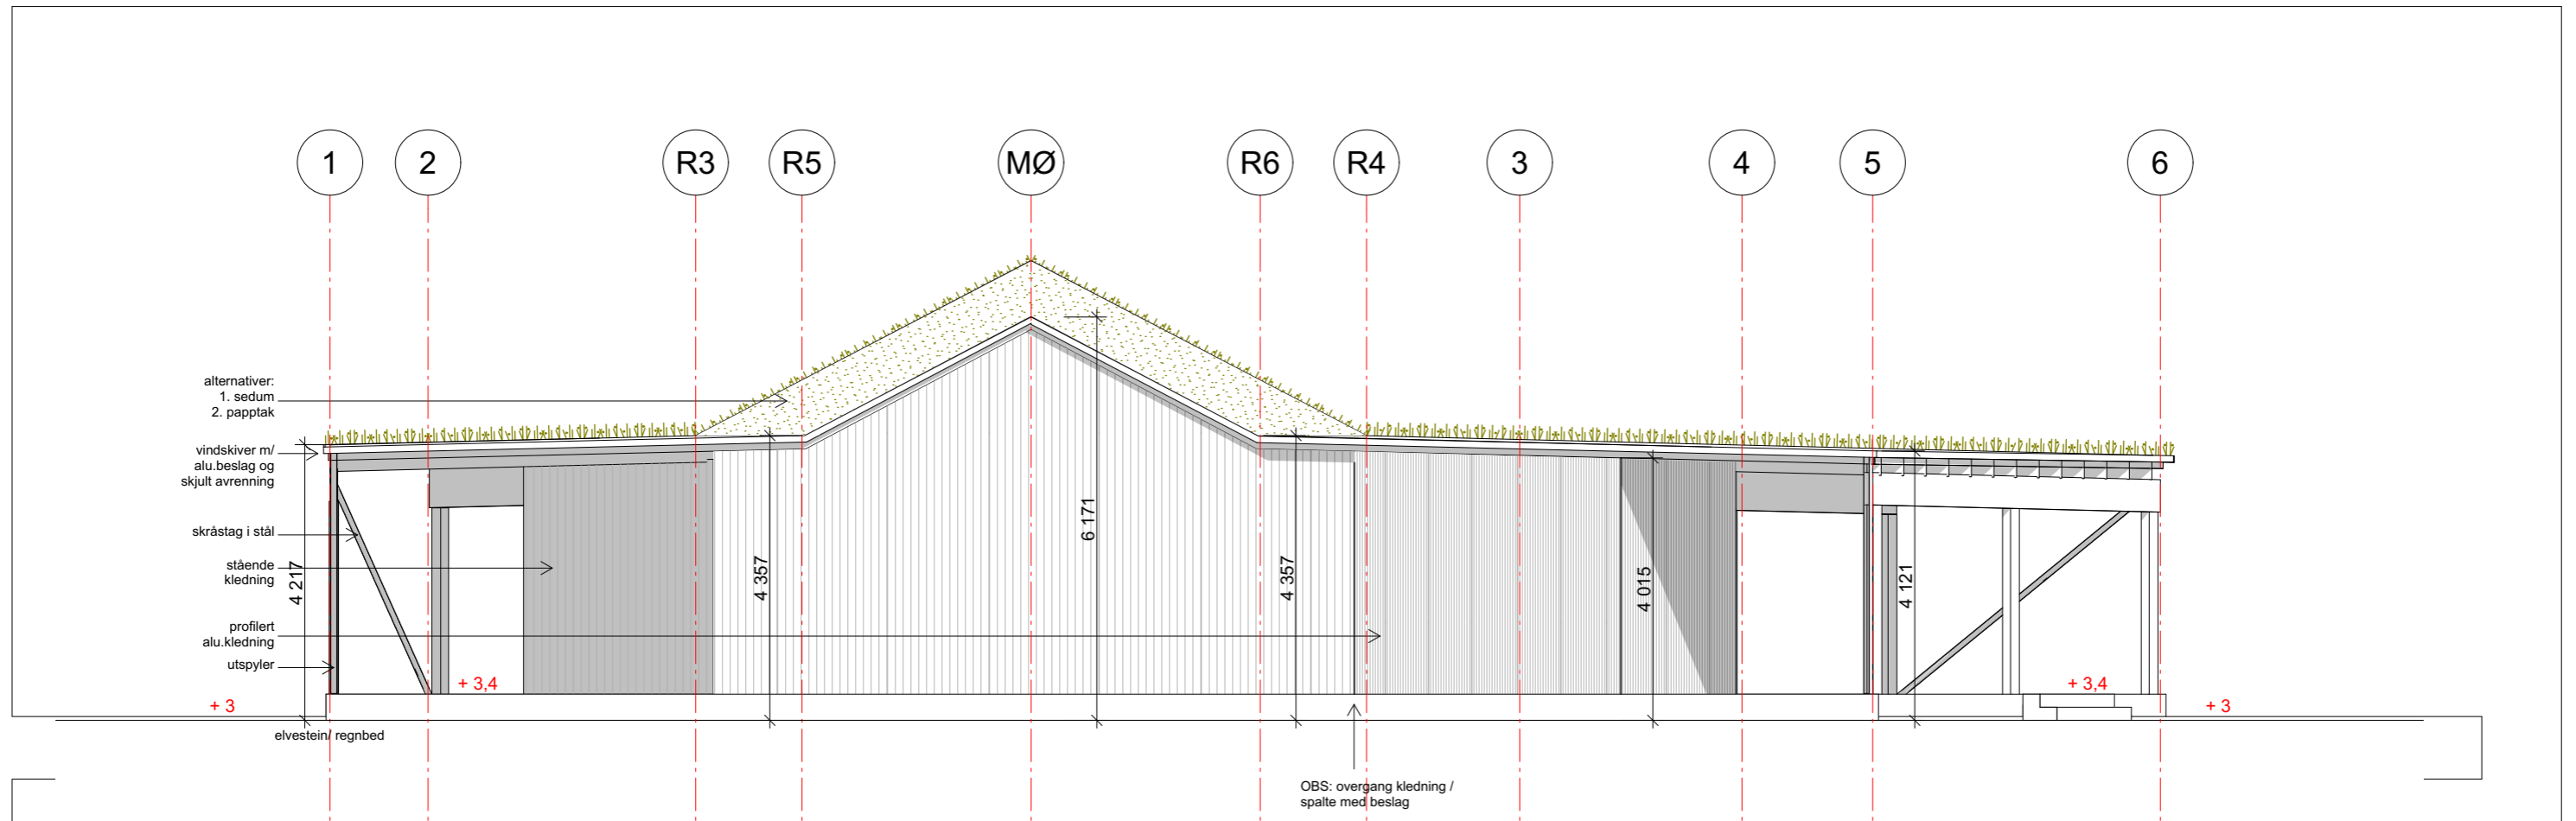 1
2
R3
R5
MØ
R6
R4
3
4
5
6
alternativer:
1. sedum
2. papptak
vindskiver m/
alu.beslag og
skjult avrenning
skråstag i stål
stående
kledning
profilert
alu.kledning
utspyler
4 217
4 357
6 171
4 357
4 015
4 121
+ 3,4
+ 3,4
+ 3
+ 3
elvestein/ regnbed
OBS: overgang kledning /
spalte med beslag